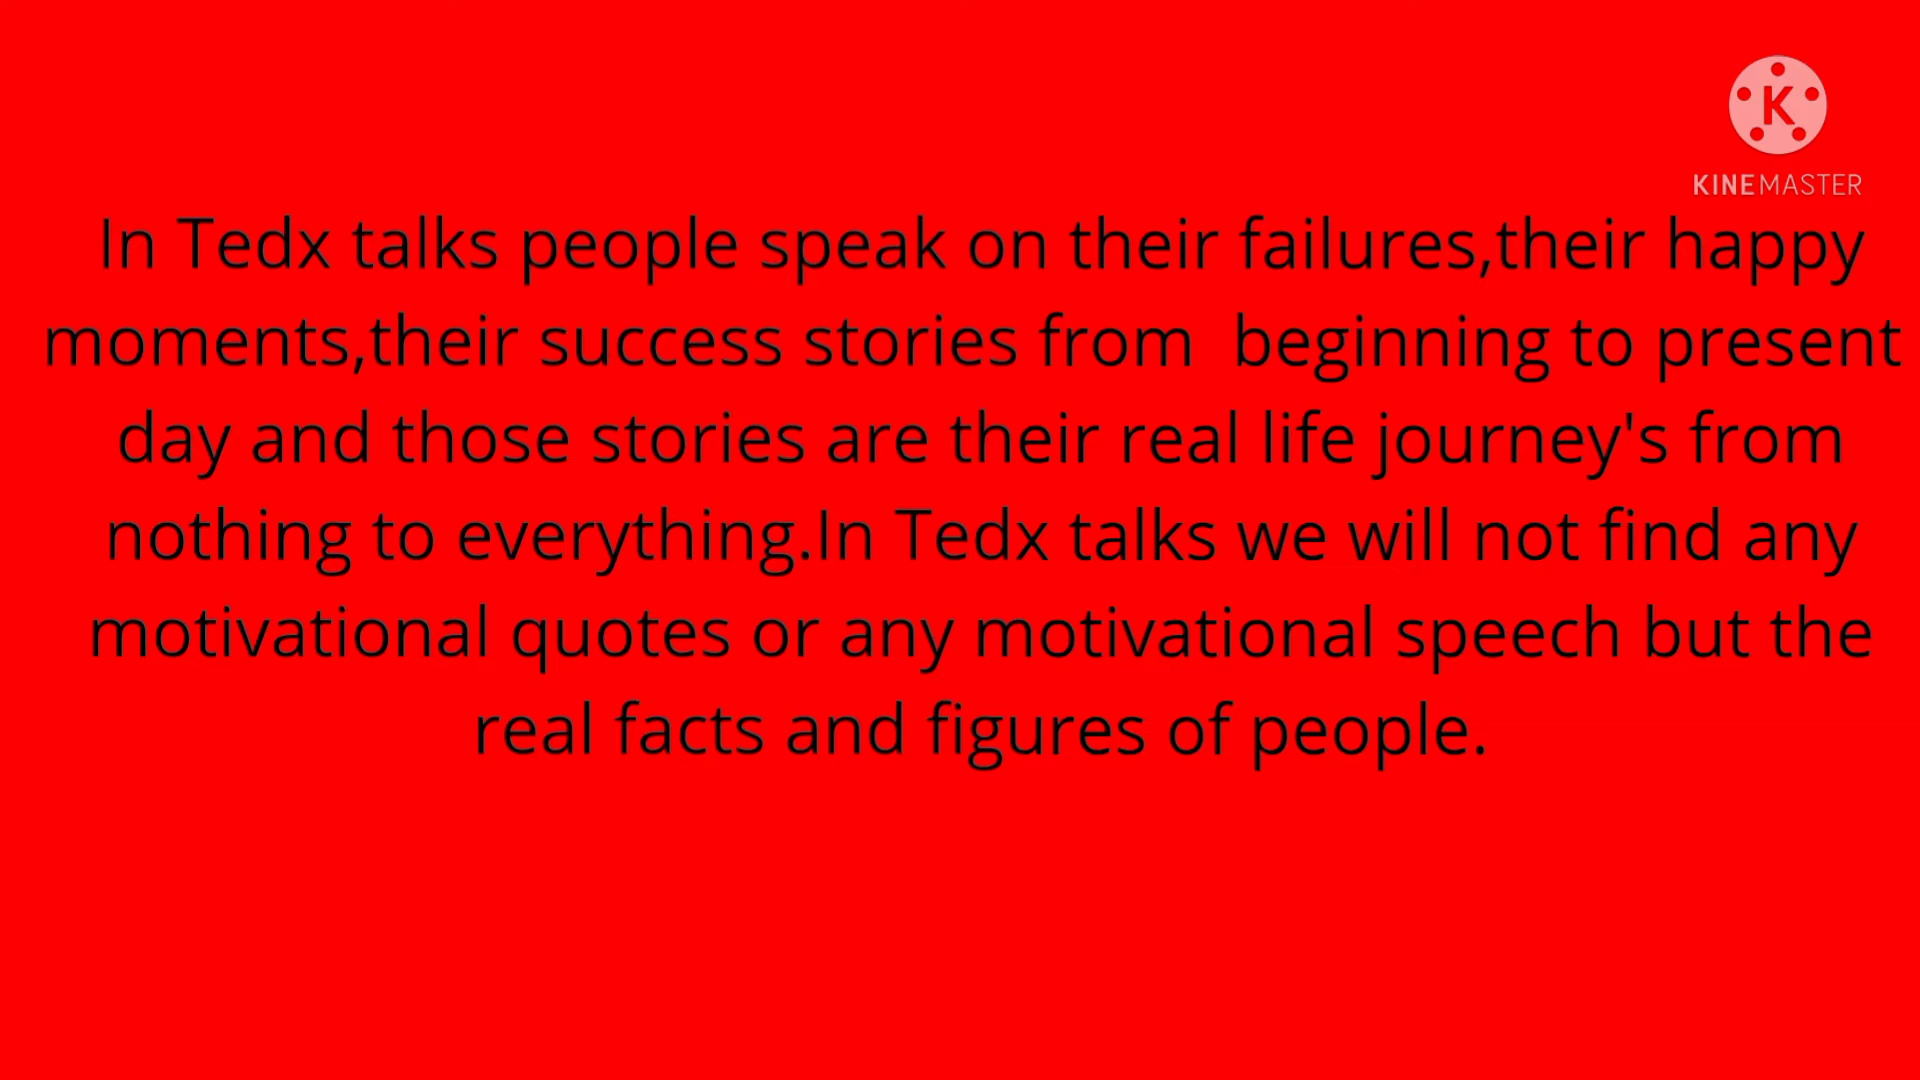 K
KINEMASTER
In Tedx talks people speak on their failures,their happy
moments,their success stories from  beginning to present
day and those stories are their real life journey's from
nothing to everything.In Tedx talks we will not find any
motivational quotes or any motivational speech but the
real facts and figures of people.